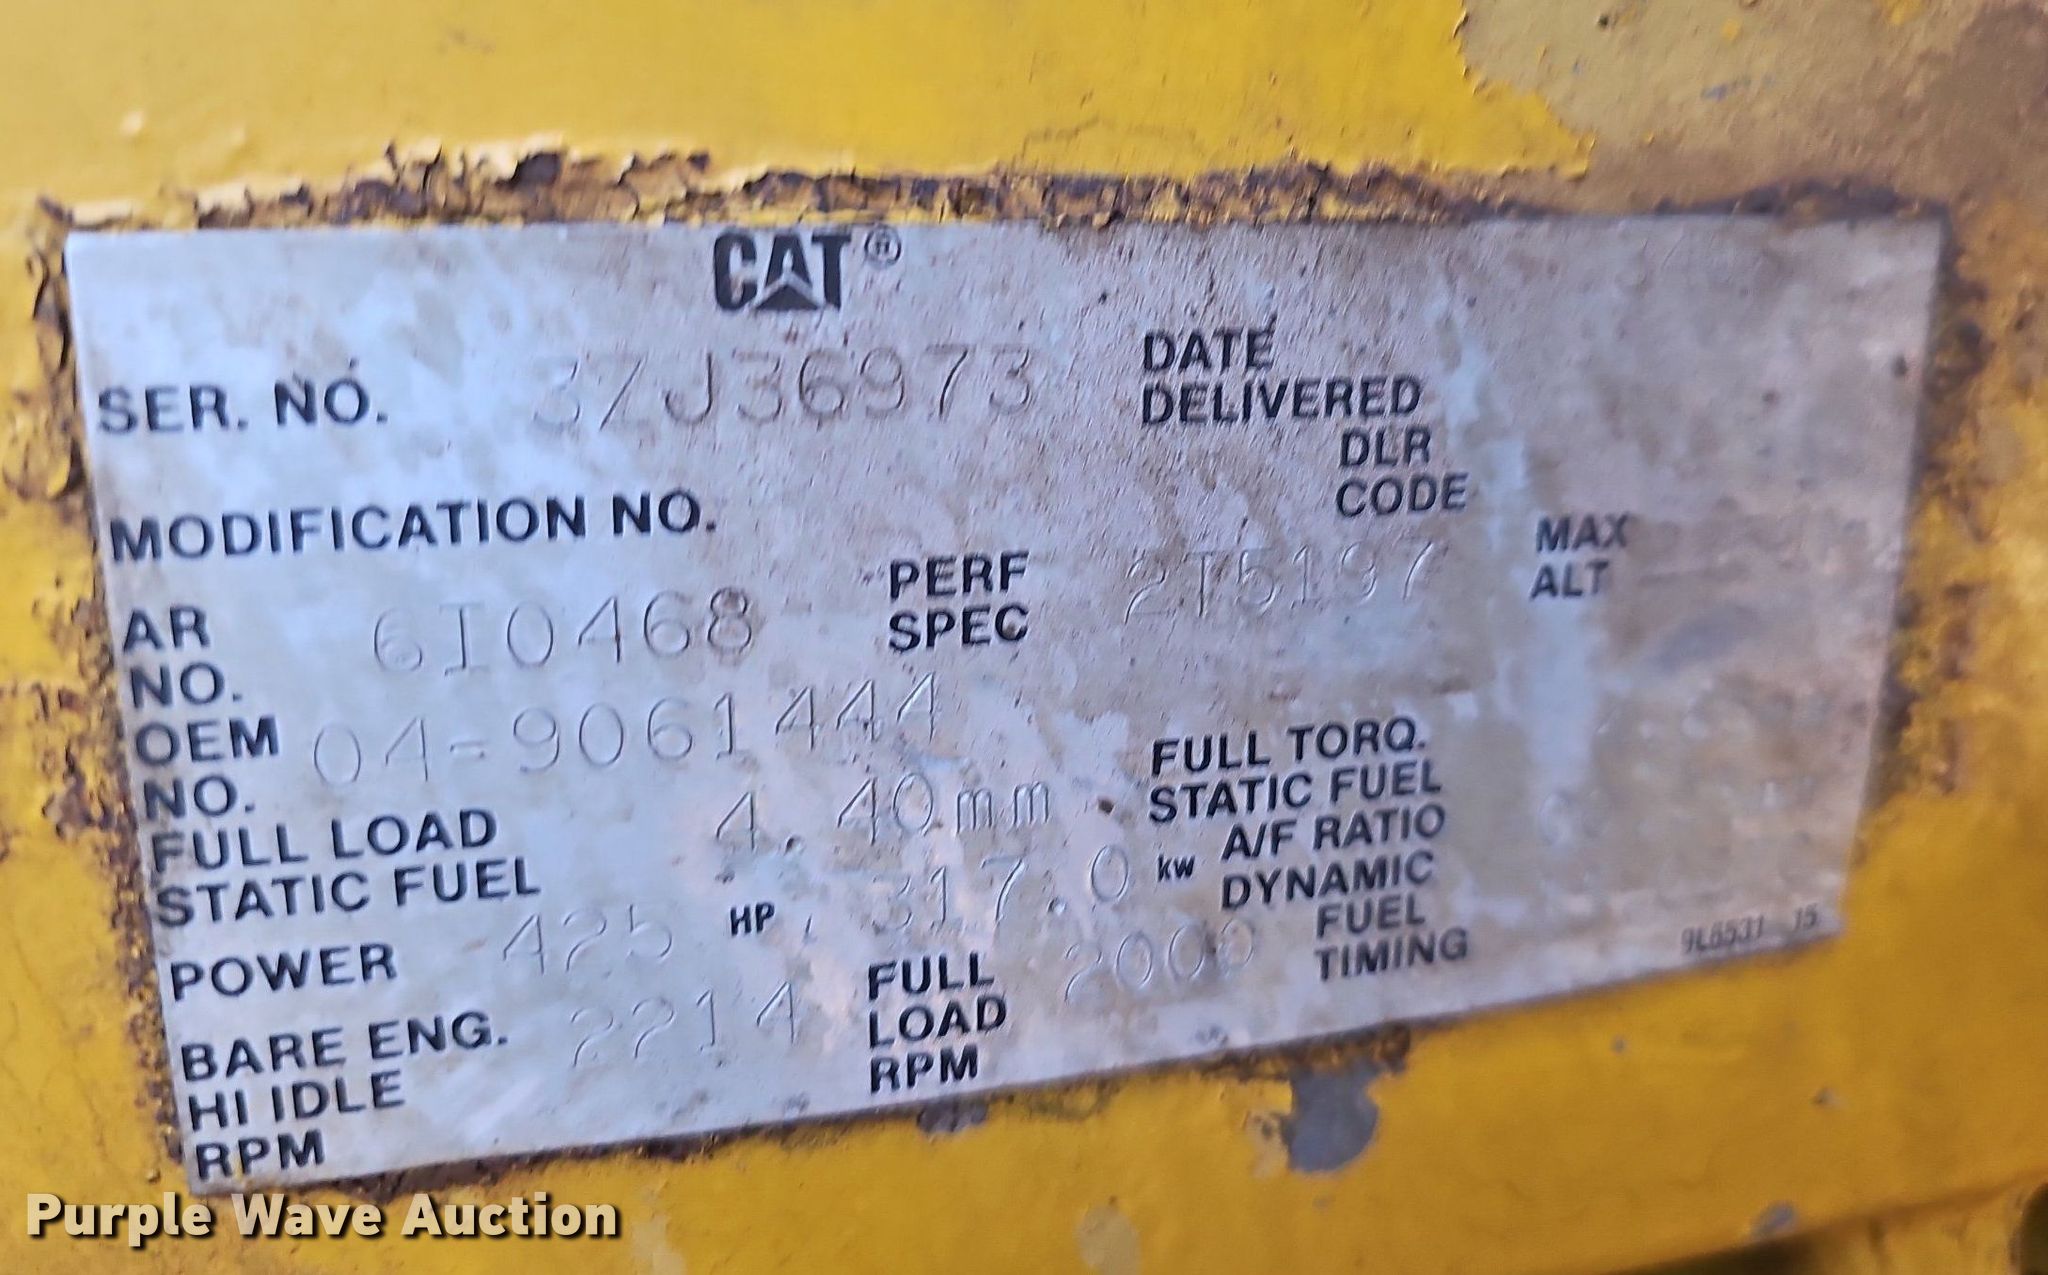 CAT®
SER. NO. 3ZJ36973
DATE
DELIVERED
DLR
CODE
MODIFICATION NO.
AR
NO. 6I0468
PERF
SPEC 2T5197
MAX
ALT
OEM
NO. 04-9061444
FULL LOAD
STATIC FUEL 4.40mm
FULL TORQ.
STATIC FUEL
A/F RATIO
DYNAMIC
FUEL
TIMING
POWER 425 HP 317.0 kw
BARE ENG.
HI IDLE
RPM 2214
FULL
LOAD
RPM 2000
9L6531 15
Purple Wave Auction